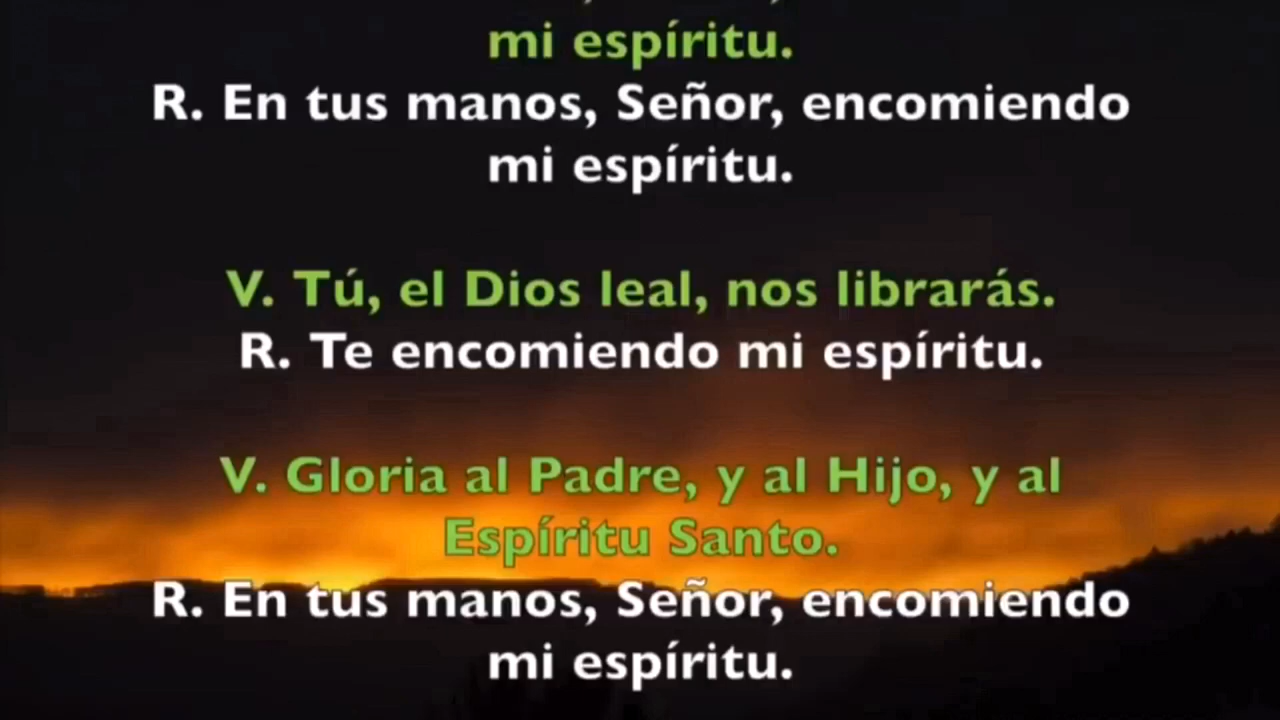 mi espíritu.
R. En tus manos, Señor, encomiendo
mi espíritu.
V. Tú, el Dios leal, nos librarás.
R. Te encomiendo mi espíritu.
V. Gloria al Padre, y al Hijo, y al
Espíritu Santo.
R. En tus manos, Señor, encomiendo
mi espíritu.